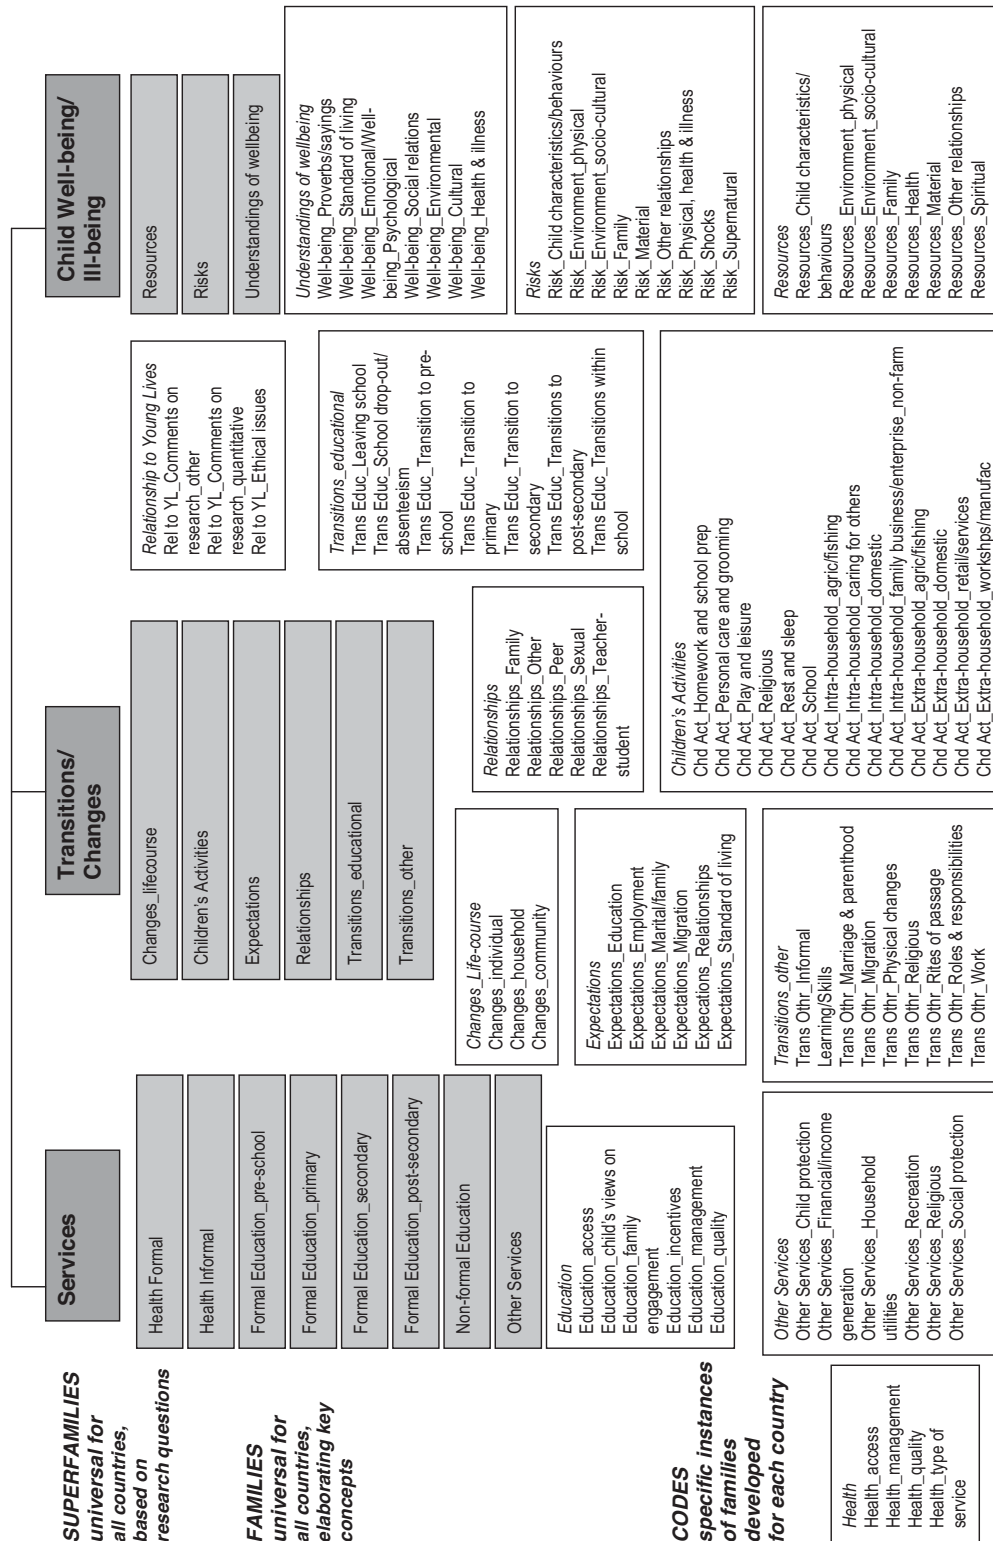 SUPERFAMILIES
universal for
all countries,
based on
research questions
Services
Transitions/
Changes
Child Well-being/
Ill-being
FAMILIES
universal for
all countries,
elaborating key
concepts
Health Formal
Health Informal
Formal Education_pre-school
Formal Education_primary
Formal Education_secondary
Formal Education_post-secondary
Non-formal Education
Other Services
Changes_lifecourse
Children's Activities
Expectations
Relationships
Transitions_educational
Transitions_other
Resources
Risks
Understandings of wellbeing
CODES
specific instances
of families
developed
for each country
Health
Health_access
Health_management
Health_quality
Health_type of
service
Education
Education_access
Education_child's views on
Education_family
engagement
Education_incentives
Education_management
Education_quality
Other Services
Other Services_Child protection
Other Services_Financial/income
generation
Other Services_Household
utilities
Other Services_Recreation
Other Services_Religious
Other Services_Social protection
Changes_Life-course
Changes_individual
Changes_household
Changes_community
Expectations
Expectations_Education
Expectations_Employment
Expectations_Marital/family
Expectations_Migration
Expecations_Relationships
Expectations_Standard of living
Transitions_other
Trans Othr_Informal
Learning/Skills
Trans Othr_Marriage & parenthood
Trans Othr_Migration
Trans Othr_Physical changes
Trans Othr_Religious
Trans Othr_Rites of passage
Trans Othr_Roles & responsibilities
Trans Othr_Work
Relationships
Relationships_Family
Relationships_Other
Relationships_Peer
Relationships_Sexual
Relationships_Teacher-
student
Relationship to Young Lives
Rel to YL_Comments on
research_other
Rel to YL_Comments on
research_quantitative
Rel to YL_Ethical issues
Transitions_educational
Trans Educ_Leaving school
Trans Educ_School drop-out/
absenteeism
Trans Educ_Transition to pre-
school
Trans Educ_Transition to
primary
Trans Educ_Transition to
secondary
Trans Educ_Transitions to
post-secondary
Trans Educ_Transitions within
school
Children's Activities
Chd Act_Homework and school prep
Chd Act_Personal care and grooming
Chd Act_Play and leisure
Chd Act_Religious
Chd Act_Rest and sleep
Chd Act_School
Chd Act_Intra-household_agric/fishing
Chd Act_Intra-household_caring for others
Chd Act_Intra-household_domestic
Chd Act_Intra-household_family business/enterprise_non-farm
Chd Act_Extra-household_agric/fishing
Chd Act_Extra-household_domestic
Chd Act_Extra-household_retail/services
Chd Act_Extra-household_workshps/manufac
Understandings of wellbeing
Well-being_Proverbs/sayings
Well-being_Standard of living
Well-being_Emotional/Well-
being_Psychological
Well-being_Social relations
Well-being_Environmental
Well-being_Cultural
Well-being_Health & illness
Risks
Risk_Child characteristics/behaviours
Risk_Environment_physical
Risk_Environment_socio-cultural
Risk_Family
Risk_Material
Risk_Other relationships
Risk_Physical, health & illness
Risk_Shocks
Risk_Supernatural
Resources
Resources_Child characteristics/
behaviours
Resources_Environment_physical
Resources_Environment_socio-cultural
Resources_Family
Resources_Health
Resources_Material
Resources_Other relationships
Resources_Spiritual